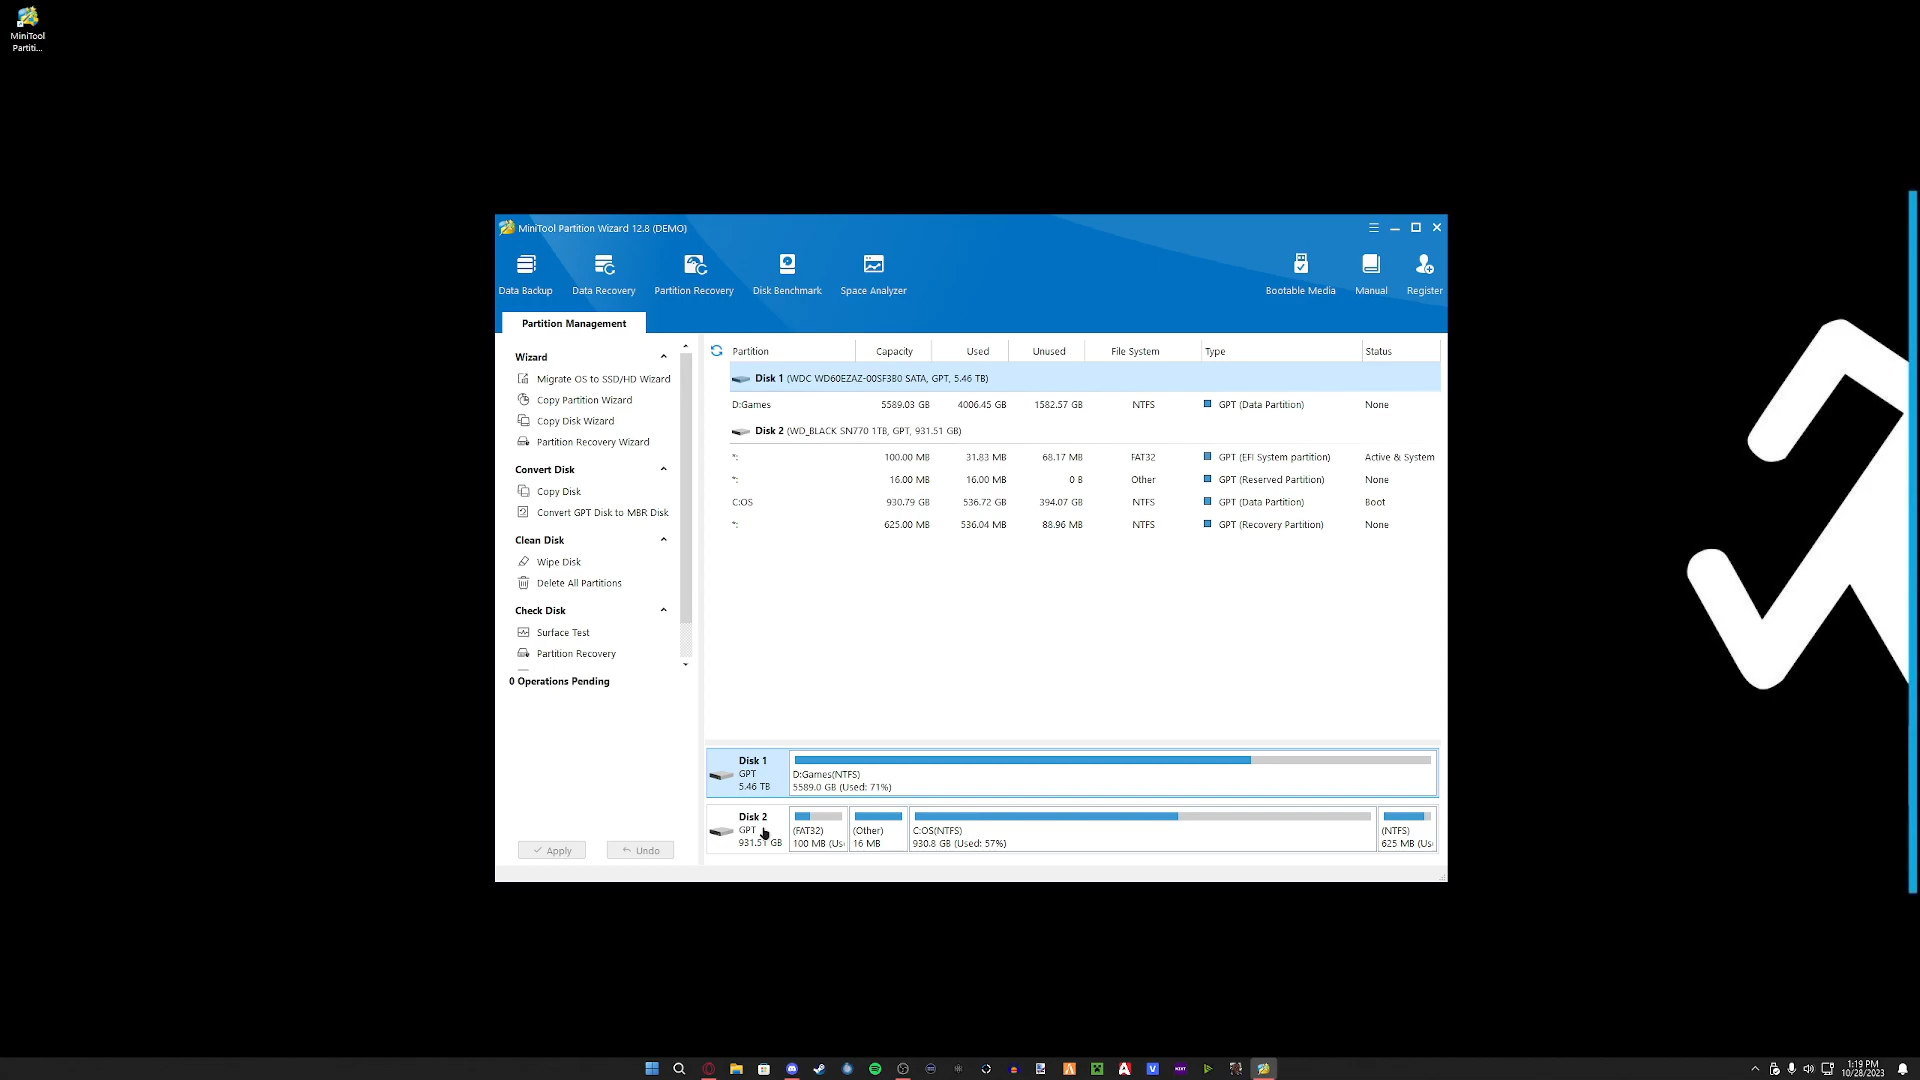 MiniTool
Partiti...
MiniTool Partition Wizard 12.8 (DEMO)
Data Backup
Data Recovery
Partition Recovery
Disk Benchmark
Space Analyzer
Bootable Media
Manual
Register
Partition Management
Wizard
Migrate OS to SSD/HD Wizard
Copy Partition Wizard
Copy Disk Wizard
Partition Recovery Wizard
Convert Disk
Copy Disk
Convert GPT Disk to MBR Disk
Clean Disk
Wipe Disk
Delete All Partitions
Check Disk
Surface Test
Partition Recovery
0 Operations Pending
Apply
Undo
Partition Capacity Used Unused File System Type Status
Disk 1 (WDC WD60EZAZ-00SF3B0 SATA, GPT, 5.46 TB)
D:Games 5589.03 GB 4006.45 GB 1582.57 GB NTFS GPT (Data Partition) None
Disk 2 (WD_BLACK SN770 1TB, GPT, 931.51 GB)
*: 100.00 MB 31.83 MB 68.17 MB FAT32 GPT (EFI System partition) Active & System
*: 16.00 MB 16.00 MB 0 B Other GPT (Reserved Partition) None
C:OS 930.79 GB 536.72 GB 394.07 GB NTFS GPT (Data Partition) Boot
*: 625.00 MB 536.04 MB 88.96 MB NTFS GPT (Recovery Partition) None
Disk 1
GPT
5.46 TB
D:Games(NTFS)
5589.0 GB (Used: 71%)
Disk 2
GPT
931.51 GB
(FAT32)
100 MB (Us
(Other)
16 MB
C:OS(NTFS)
930.8 GB (Used: 57%)
(NTFS)
625 MB (Us
1:19 PM
10/28/2023